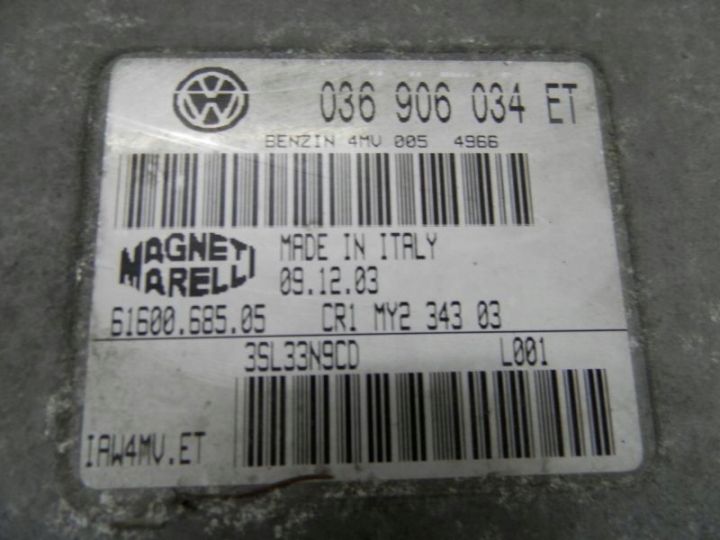 036 906 034 ET
BENZIN 4MV 005 4966
MAGNETI MARELLI
MADE IN ITALY
09.12.03
61600.685.05 CR1 MY2 343 03
3SL33N9CD L001
IAW4MV.ET